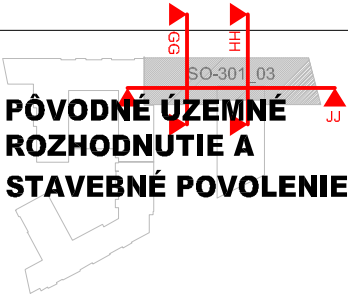 GG
HH
SO-301_03
JJ
PÔVODNÉ ÚZEMNÉ
ROZHODNUTIE A
STAVEBNÉ POVOLENIE